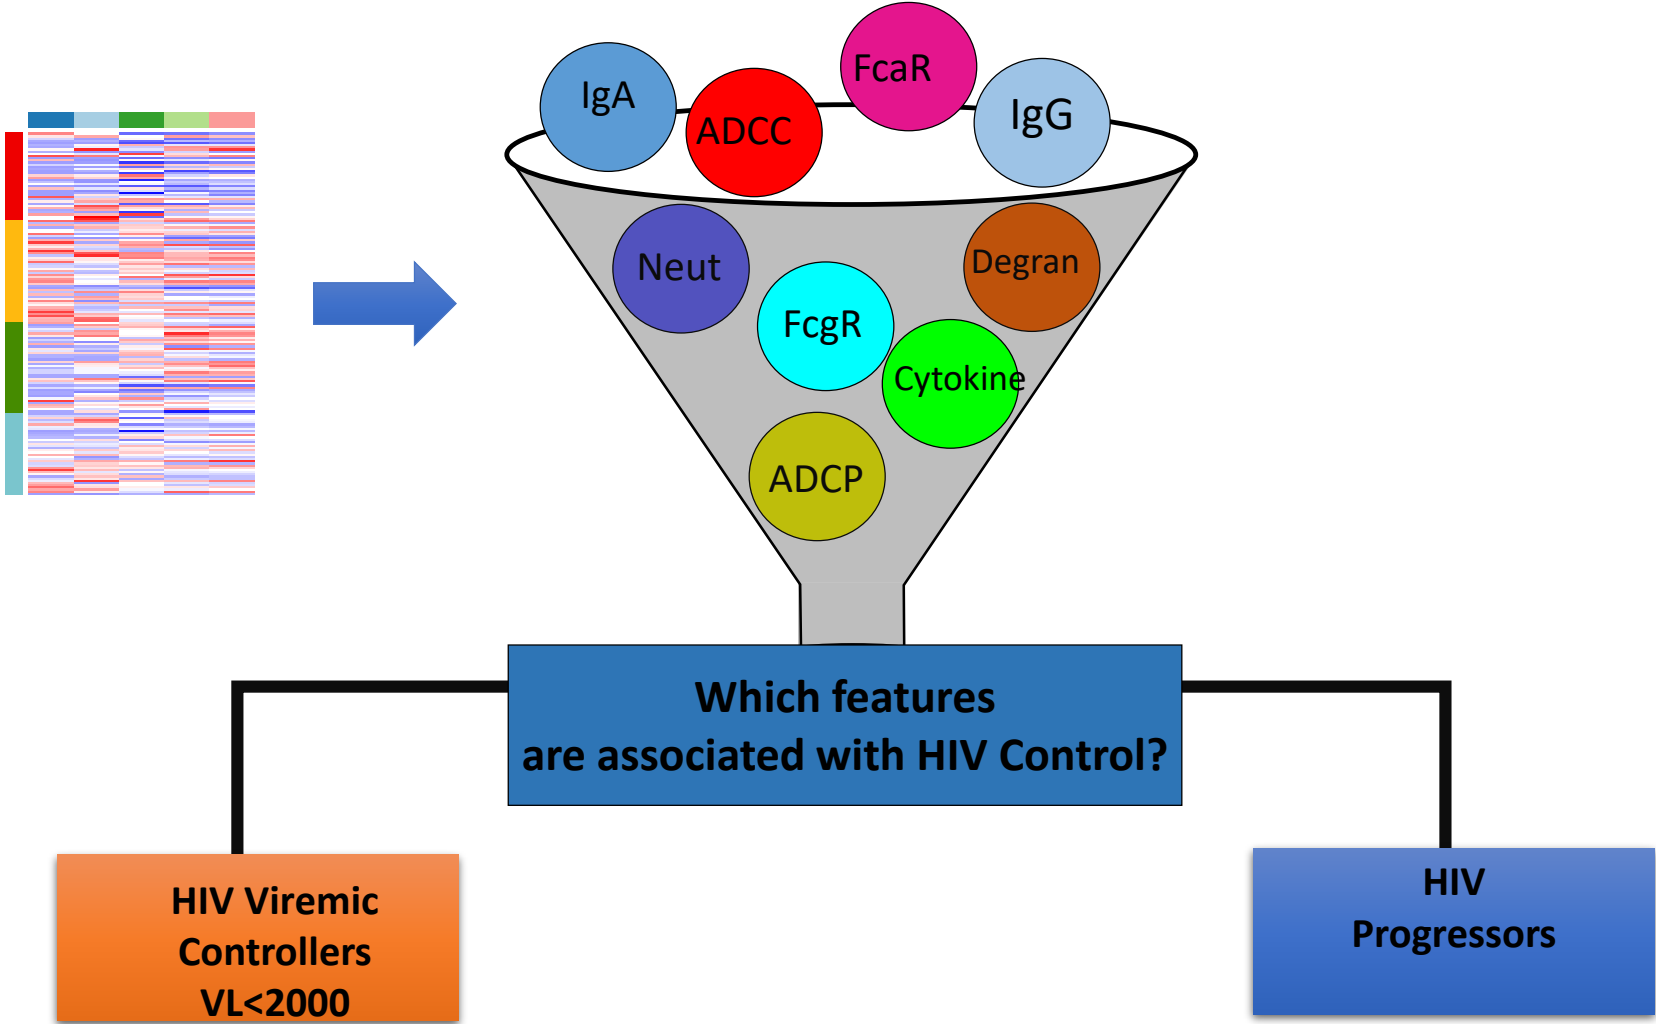 FcaR
IgA
IgG
ADCC
Neut
Degran
FcgR
Cytokine
ADCP
Which features
are associated with HIV Control?
HIV Viremic
Controllers
VL<2000
HIV
Progressors